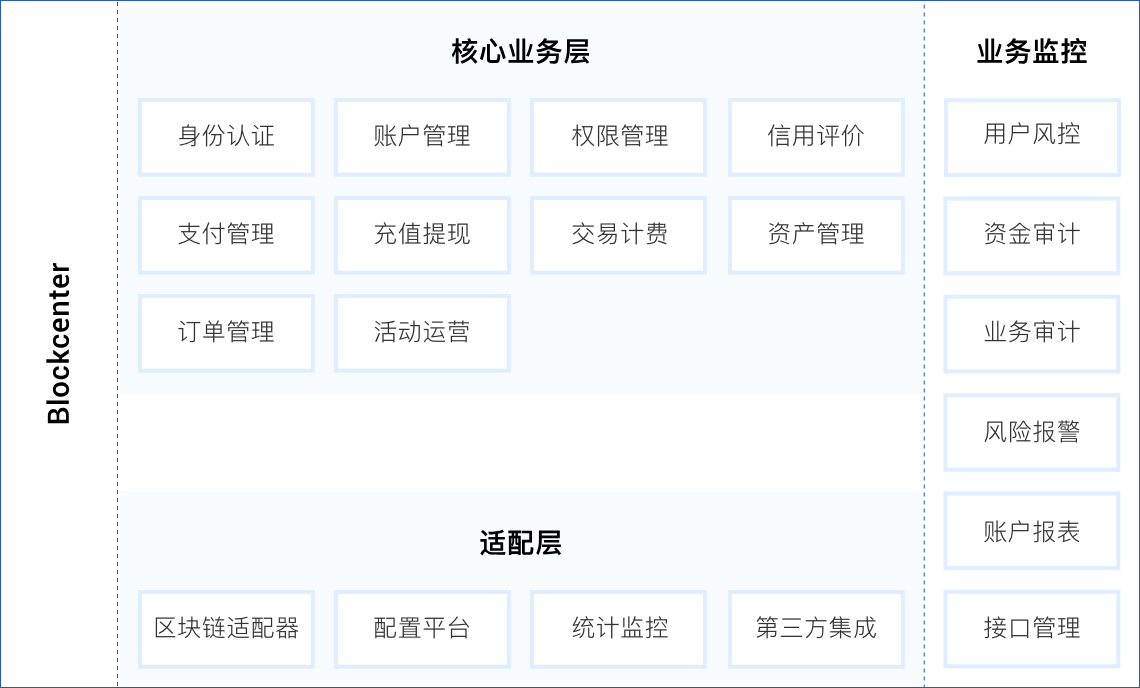 Blockcenter
核心业务层
身份认证
账户管理
权限管理
信用评价
支付管理
充值提现
交易计费
资产管理
订单管理
活动运营
适配层
区块链适配器
配置平台
统计监控
第三方集成
业务监控
用户风控
资金审计
业务审计
风险报警
账户报表
接口管理